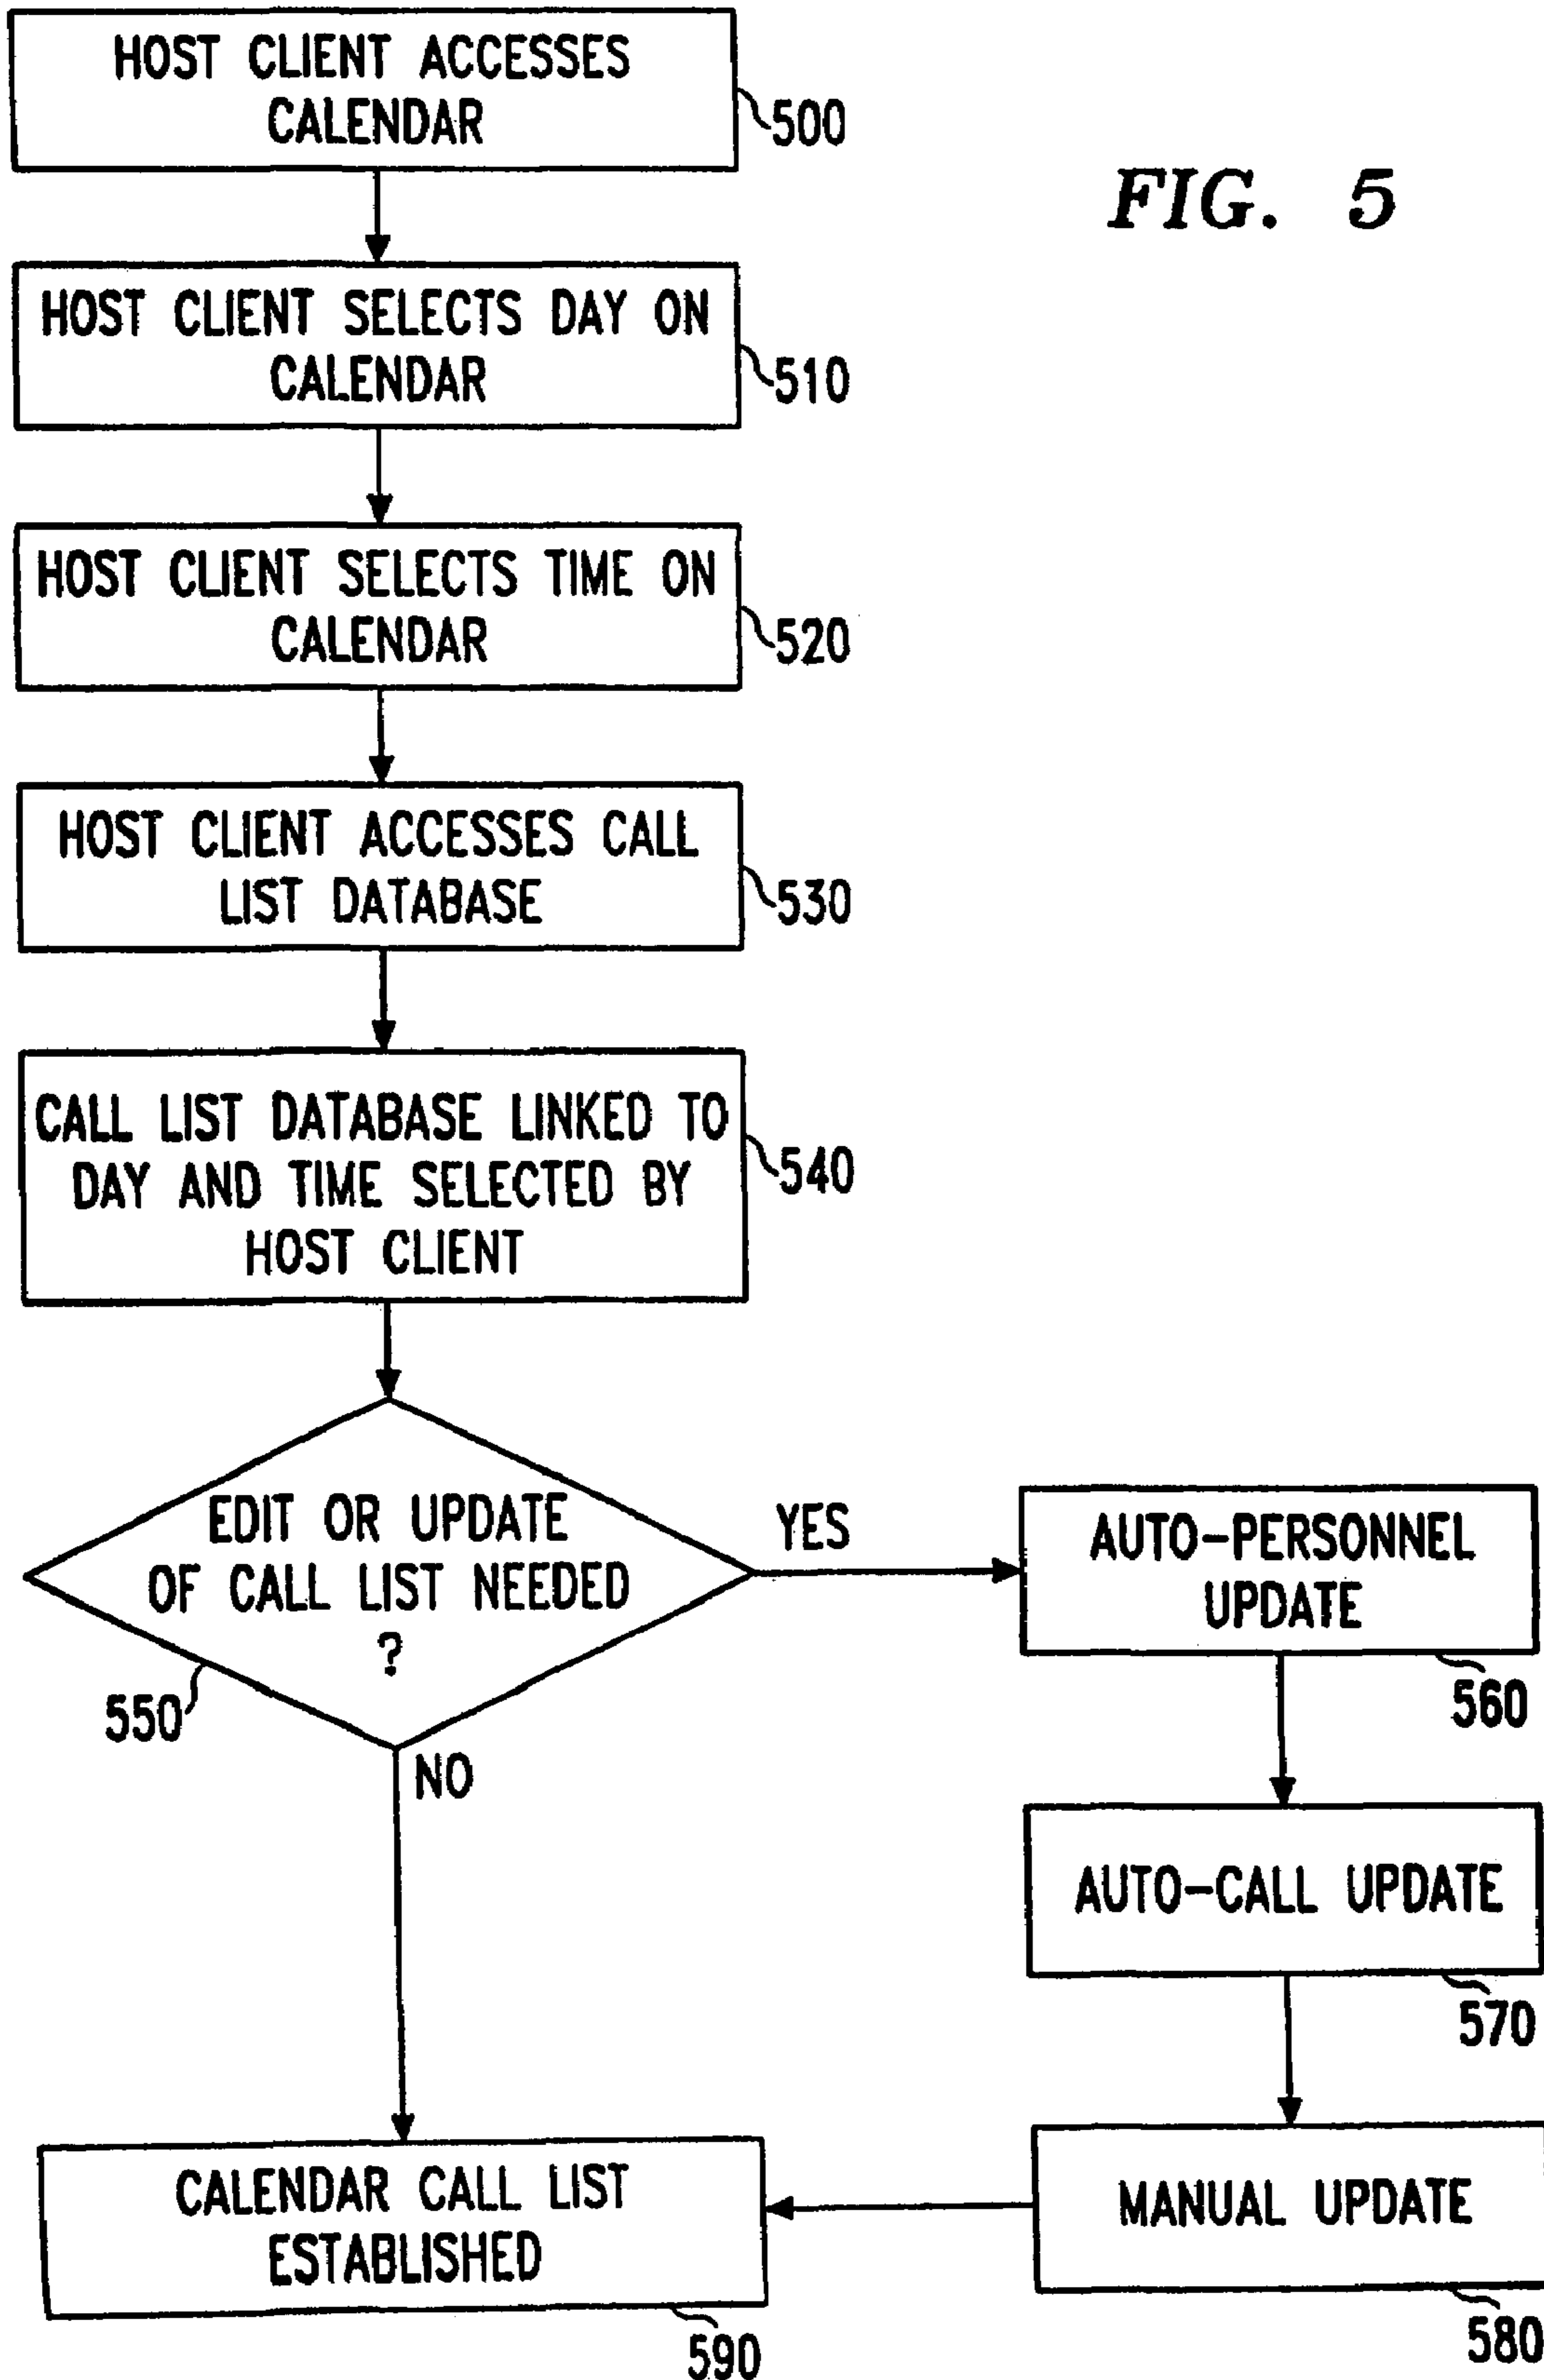 HOST CLIENT ACCESSES
CALENDAR
500
FIG. 5
HOST CLIENT SELECTS DAY ON
CALENDAR
510
HOST CLIENT SELECTS TIME ON
CALENDAR
520
HOST CLIENT ACCESSES CALL
LIST DATABASE
530
CALL LIST DATABASE LINKED TO
DAY AND TIME SELECTED BY
HOST CLIENT
540
EDIT OR UPDATE
OF CALL LIST NEEDED
?
550
YES
NO
AUTO-PERSONNEL
UPDATE
560
AUTO-CALL UPDATE
570
MANUAL UPDATE
580
CALENDAR CALL LIST
ESTABLISHED
590